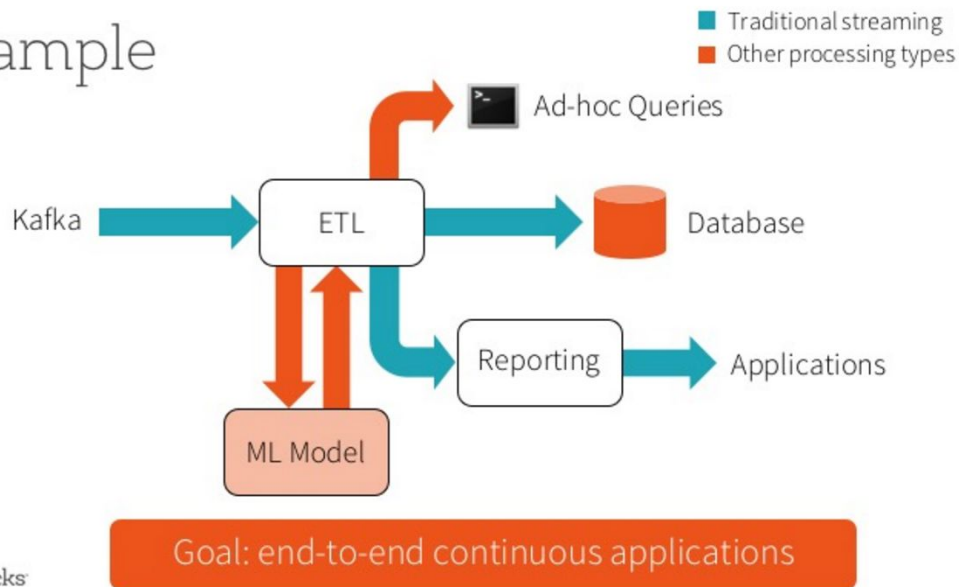 ample
Traditional streaming
Other processing types
>_
Ad-hoc Queries
Kafka
ETL
Database
Reporting
Applications
ML Model
Goal: end-to-end continuous applications
cks